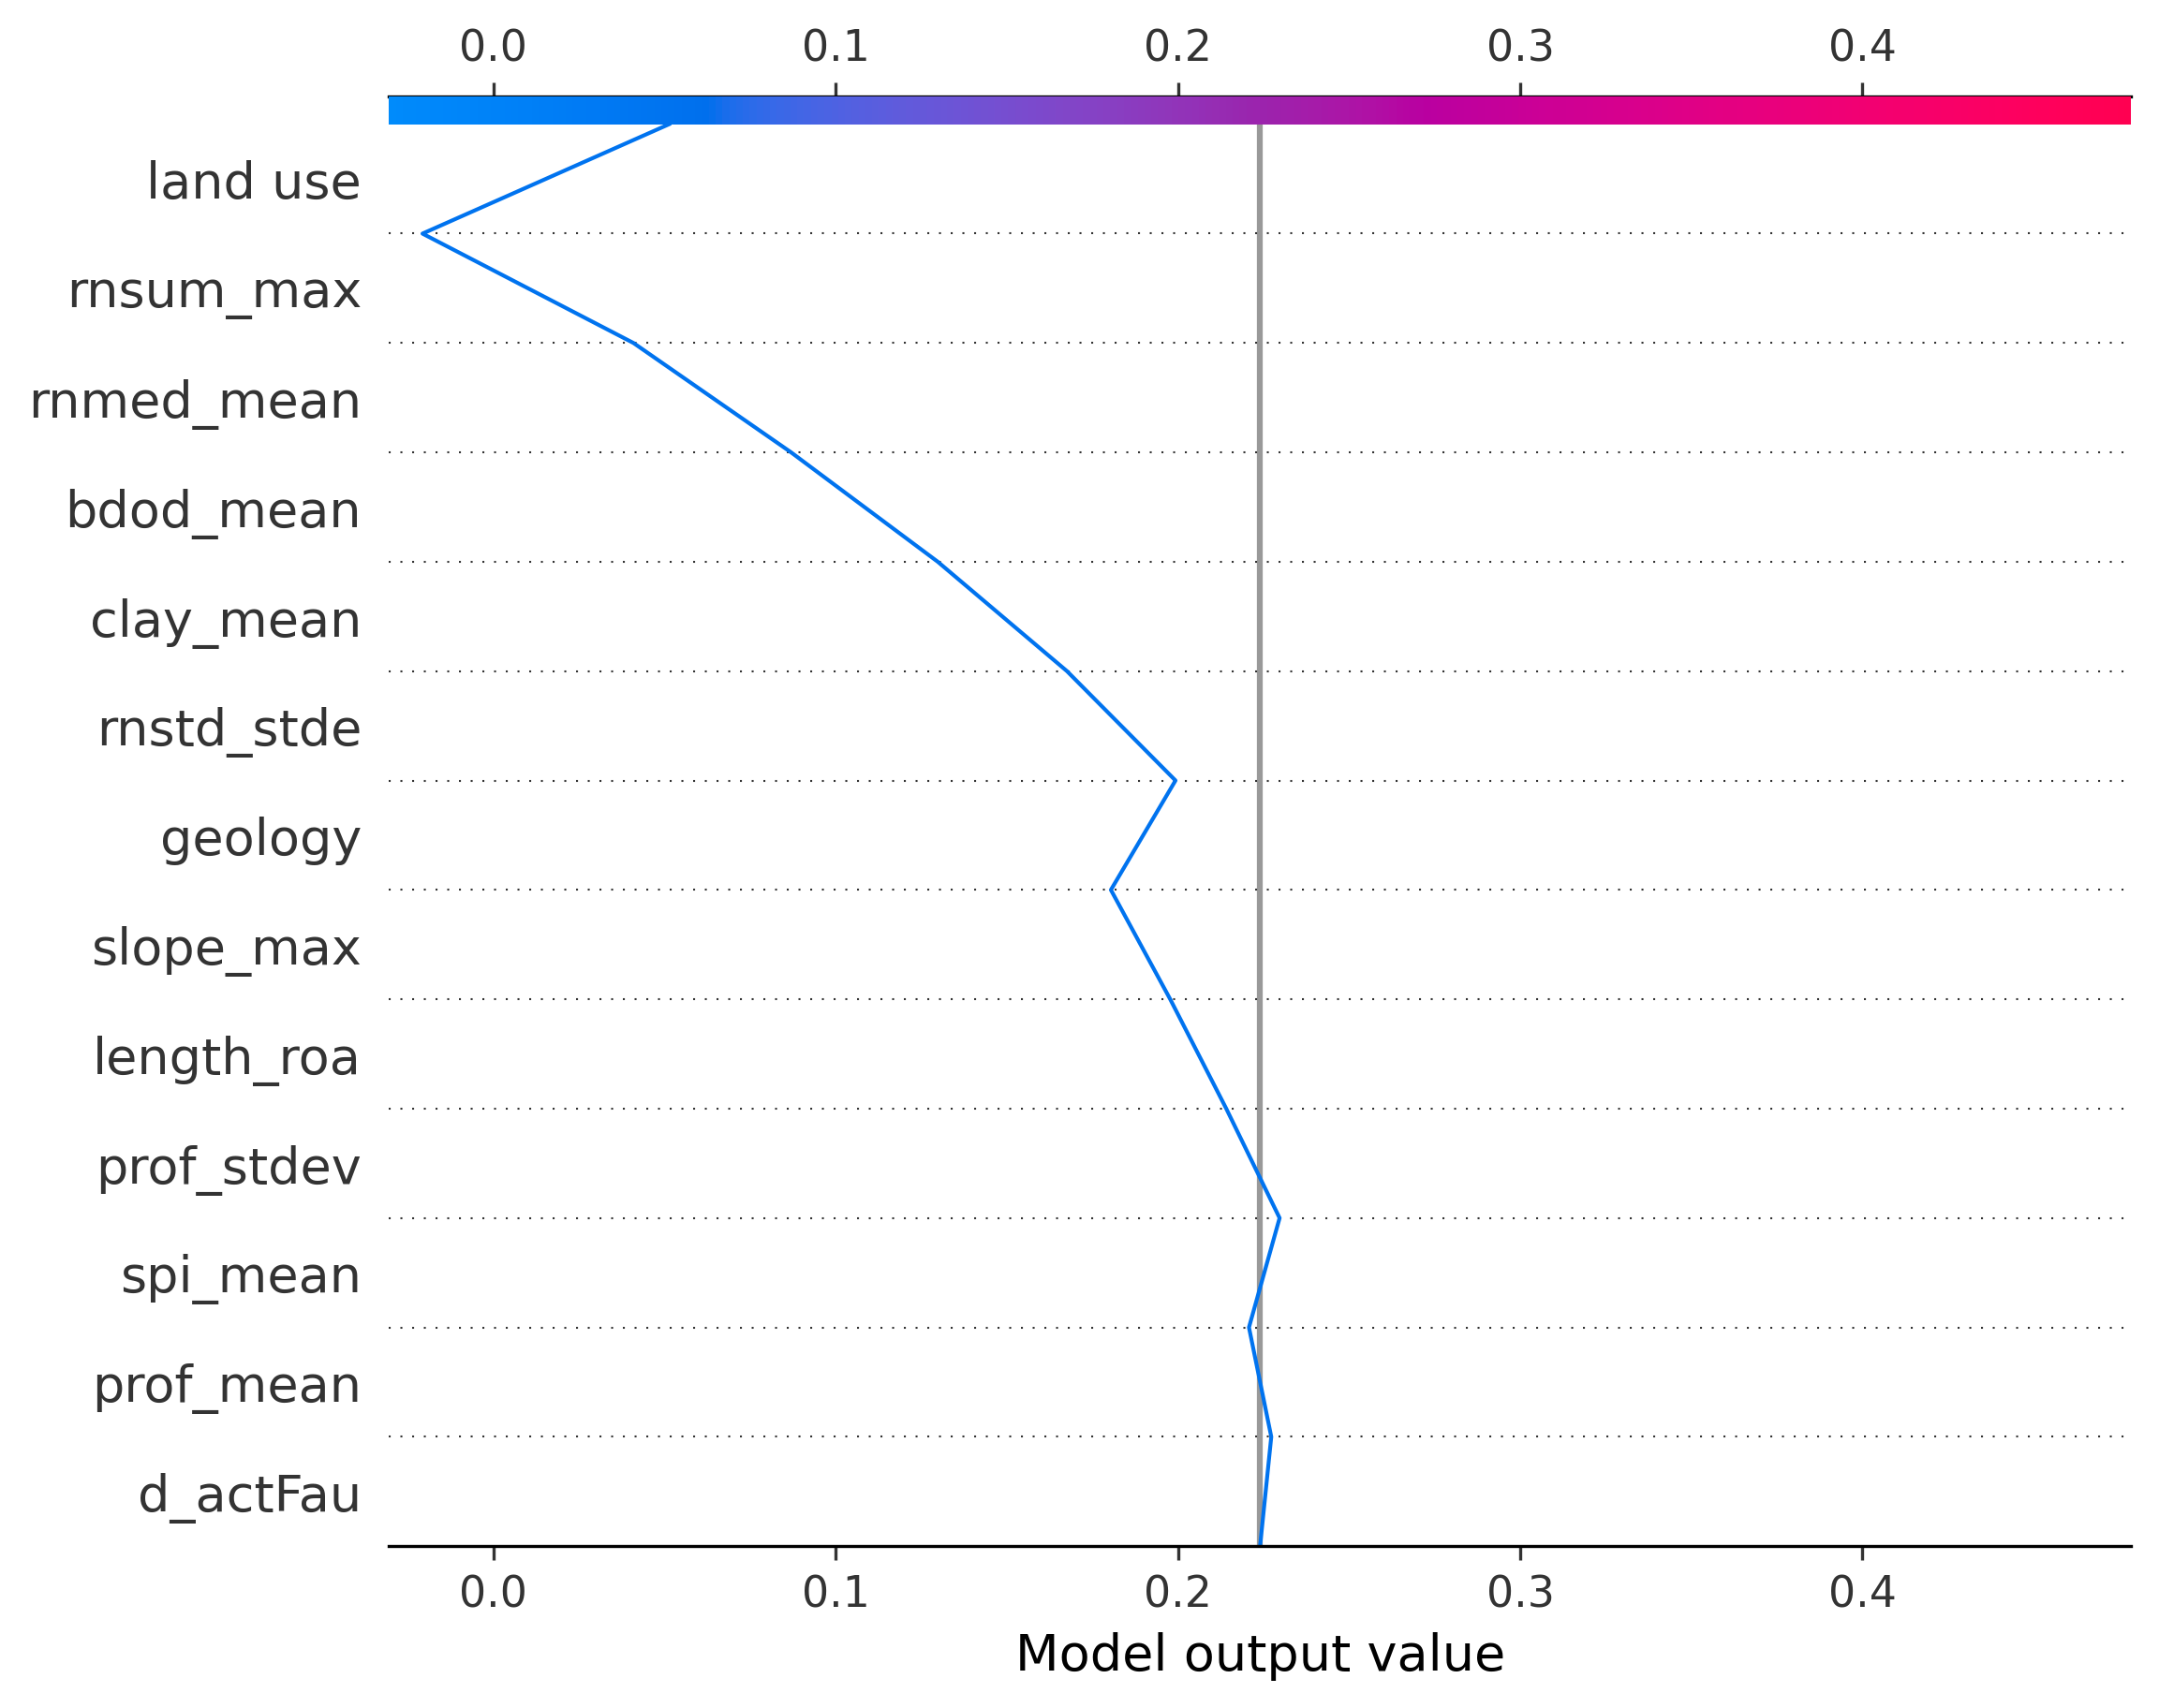 0.0 0.1 0.2 0.3 0.4
land use
rnsum_max
rnmed_mean
bdod_mean
clay_mean
rnstd_stde
geology
slope_max
length_roa
prof_stdev
spi_mean
prof_mean
d_actFau
0.0 0.1 0.2 0.3 0.4
Model output value